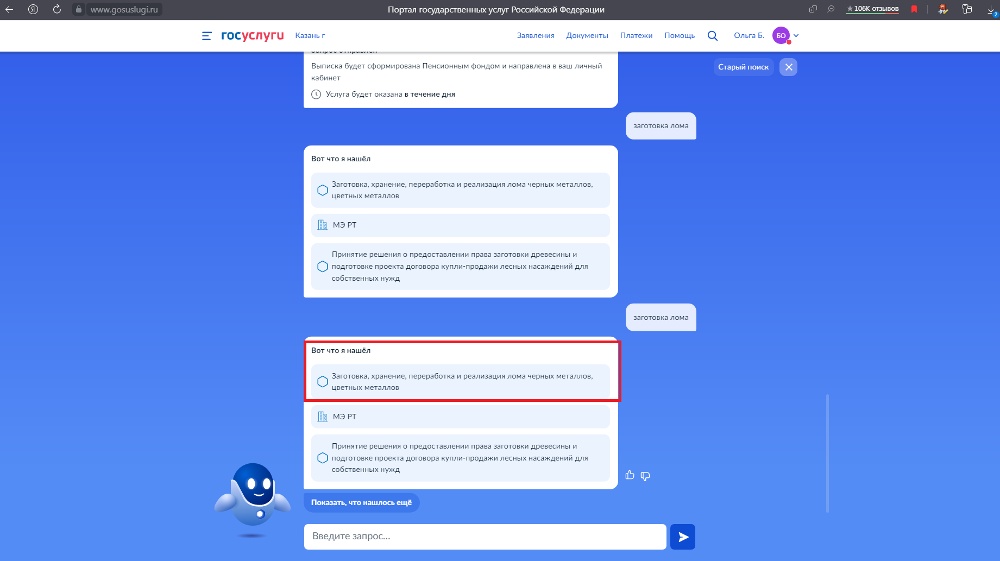 www.gosuslugi.ru
Портал государственных услуг Российской Федерации
★ 106K отзывов
2
госуслуги
Казань г
Заявления
Документы
Платежи
Помощь
Ольга Б.
БО
Запрос отправлен
Выписка будет сформирована Пенсионным фондом и направлена в ваш личный
кабинет
Услуга будет оказана в течение дня
Старый поиск
заготовка лома
Вот что я нашёл
Заготовка, хранение, переработка и реализация лома черных металлов,
цветных металлов
МЭ РТ
Принятие решения о предоставлении права заготовки древесины и
подготовке проекта договора купли-продажи лесных насаждений для
собственных нужд
заготовка лома
Вот что я нашёл
Заготовка, хранение, переработка и реализация лома черных металлов,
цветных металлов
МЭ РТ
Принятие решения о предоставлении права заготовки древесины и
подготовке проекта договора купли-продажи лесных насаждений для
собственных нужд
Показать, что нашлось ещё
Введите запрос...